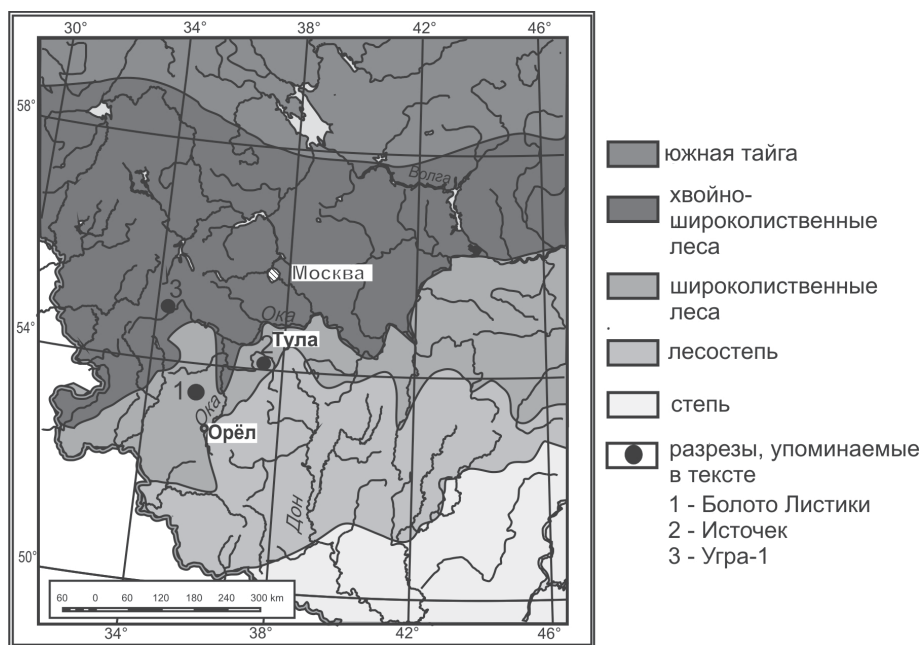 30° 34° 38° 42° 46°
58°
Волга
Москва
3
Ока
54°
Тула
2
1
Ока
Орёл
Дон
50°
60 0 60 120 180 240 300 km
34° 38° 42° 46°
южная тайга
хвойно-
широколиственные
леса
широколиственные
леса
лесостепь
степь
разрезы, упоминаемые
в тексте
1 - Болото Листики
2 - Источек
3 - Угра-1